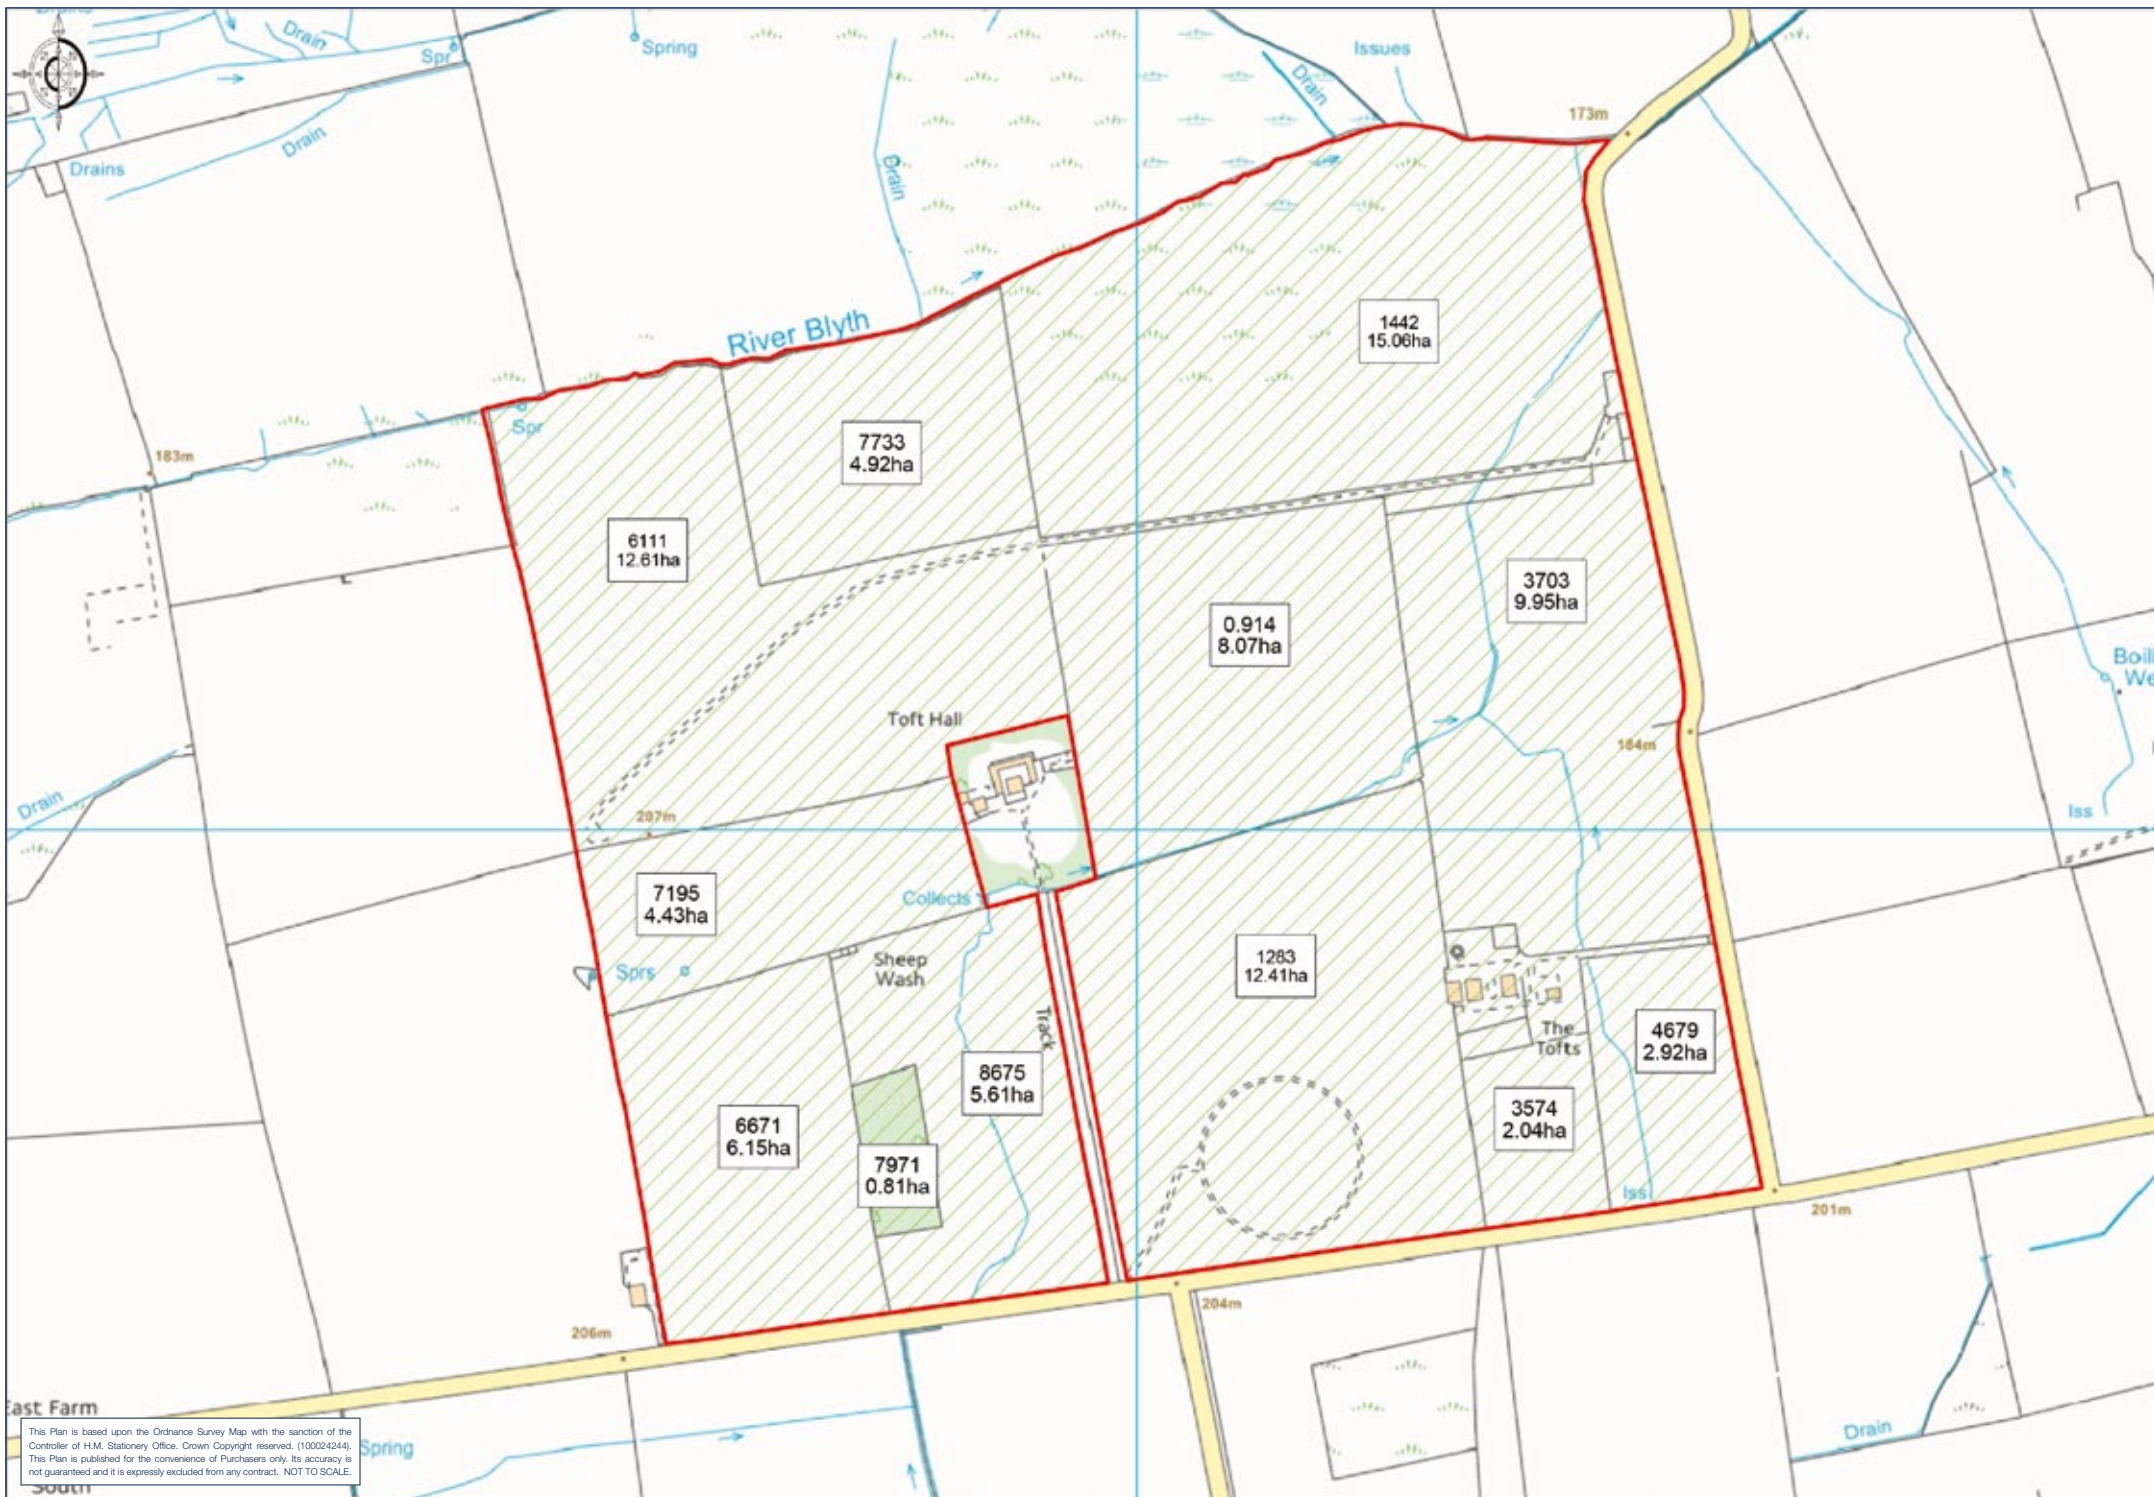 Drains
Drain
Spr
Spring
Issues
Drain
173m
Drains
Drain
Drain
River Blyth
1442
15.06ha
Spr
183m
7733
4.92ha
6111
12.61ha
3703
9.95ha
0.914
8.07ha
Boili
We
Toft Hall
184m
Drain
207m
Iss
7195
4.43ha
Collects
Sheep
Wash
Sprs
1283
12.41ha
Track
The
Tofts
4679
2.92ha
8675
5.61ha
6671
6.15ha
3574
2.04ha
7971
0.81ha
Iss
201m
204m
206m
East Farm
This Plan is based upon the Ordnance Survey Map with the sanction of the
Controller of H.M. Stationery Office. Crown Copyright reserved. (100024244).
This Plan is published for the convenience of Purchasers only. Its accuracy is
not guaranteed and it is expressly excluded from any contract. NOT TO SCALE.
Spring
Drain
South